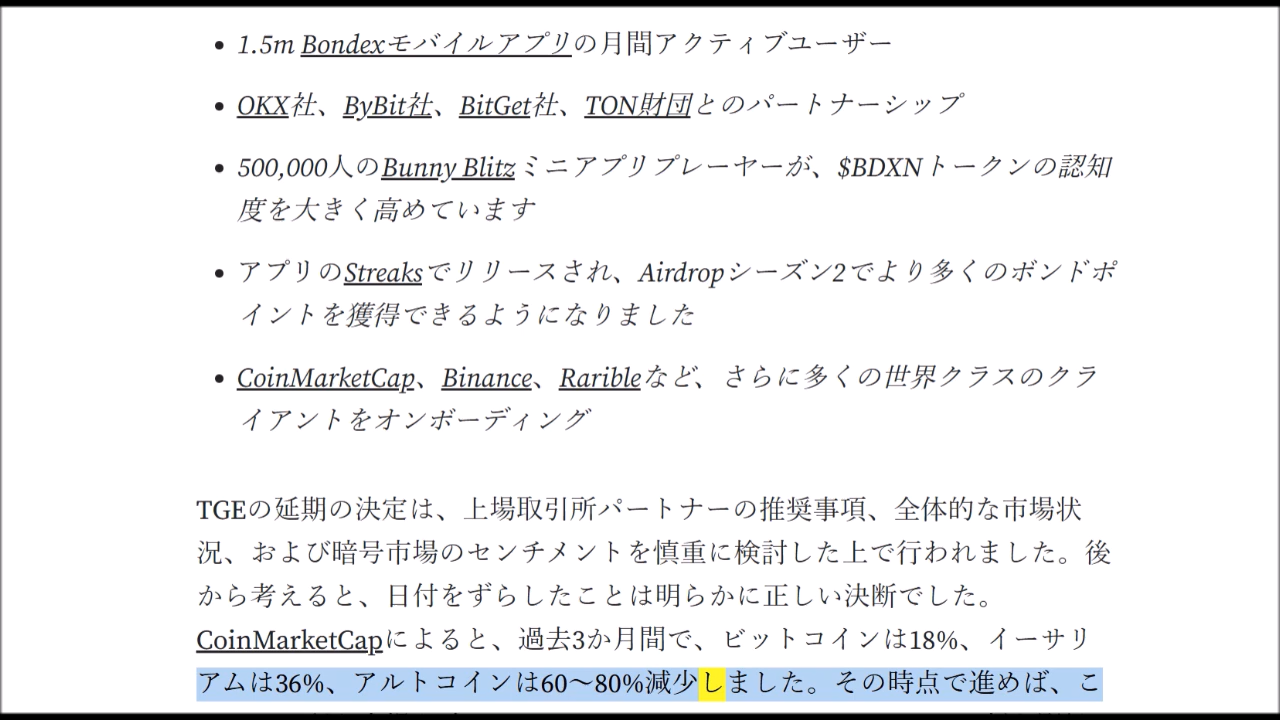 • 1.5m Bondexモバイルアプリの月間アクティブユーザー
• OKX社、ByBit社、BitGet社、TON財団とのパートナーシップ
• 500,000人のBunny Blitzミニアプリプレーヤーが、$BDXNトークンの認知
度を大きく高めています
• アプリのStreaksでリリースされ、Airdropシーズン2でより多くのボンドポ
イントを獲得できるようになりました
• CoinMarketCap、Binance、Raribleなど、さらに多くの世界クラスのクラ
イアントをオンボーディング
TGEの延期の決定は、上場取引所パートナーの推奨事項、全体的な市場状
況、および暗号市場のセンチメントを慎重に検討した上で行われました。後
から考えると、日付をずらしたことは明らかに正しい決断でした。
CoinMarketCapによると、過去3か月間で、ビットコインは18%、イーサリ
アムは36%、アルトコインは60〜80%減少しました。その時点で進めば、こ